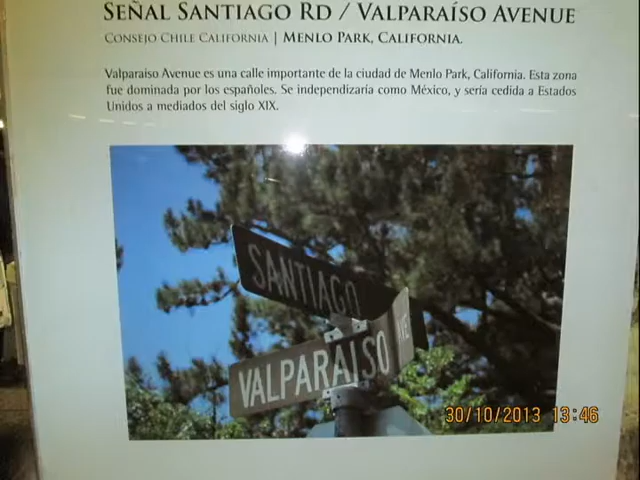 SEÑAL SANTIAGO RD / VALPARAÍSO AVENUE
CONSEJO CHILE CALIFORNIA | MENLO PARK, CALIFORNIA.
Valparaiso Avenue es una calle importante de la ciudad de Menlo Park, California. Esta zona
fue dominada por los españoles. Se independizaría como México, y sería cedida a Estados
Unidos a mediados del siglo XIX.
SANTIAGO
VALPARAISO AVE
30/10/2013 13:46